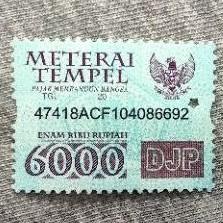 METERAI
TEMPEL
PAJAK MEMBANGUN BANGSA
TGL. 20
47418ACF104086692
ENAM RIBU RUPIAH
6000 DJP